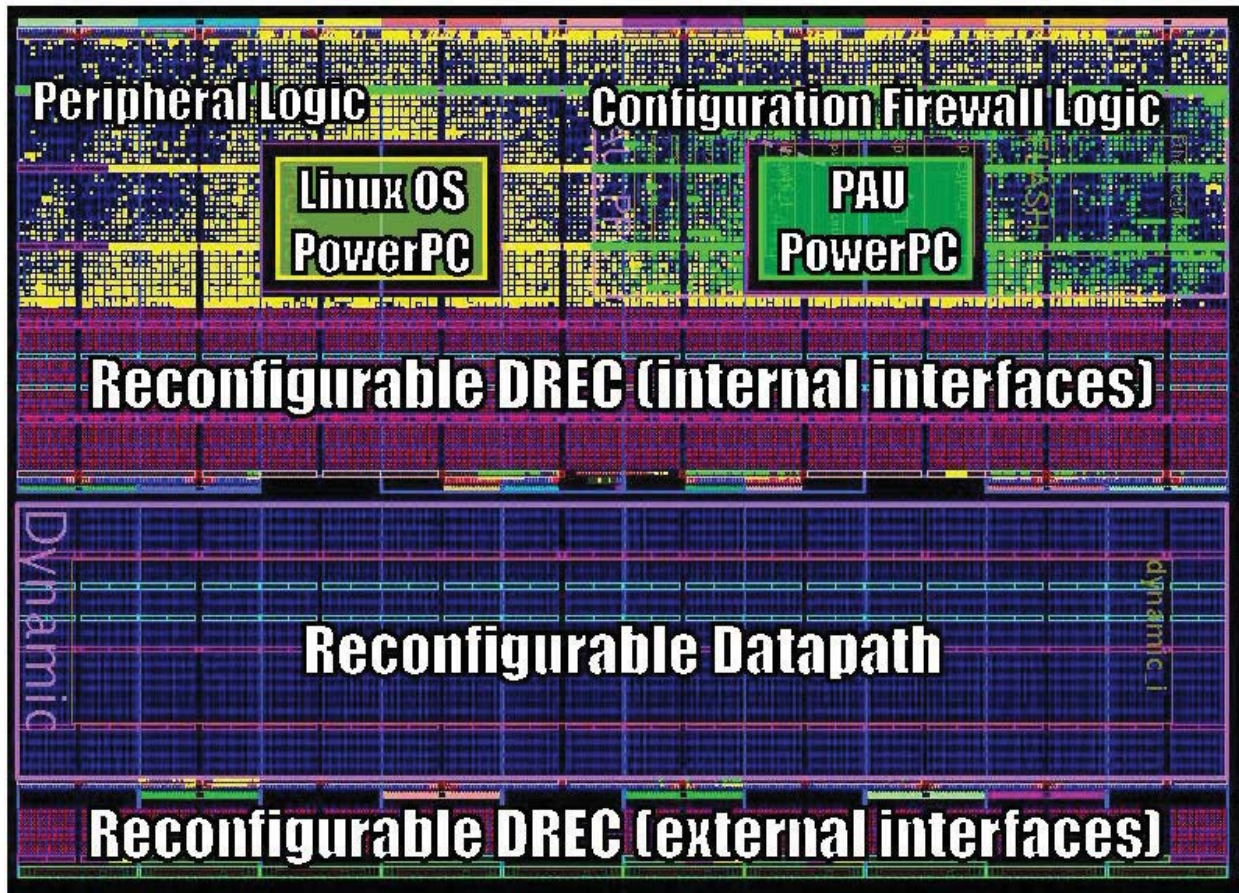 Peripheral Logic
Configuration Firewall Logic
Linux OS
PowerPC
PAU
PowerPC
FLASH
Reconfigurable DREC (internal interfaces)
Dynamic
dynamic_i
Reconfigurable Datapath
Reconfigurable DREC (external interfaces)